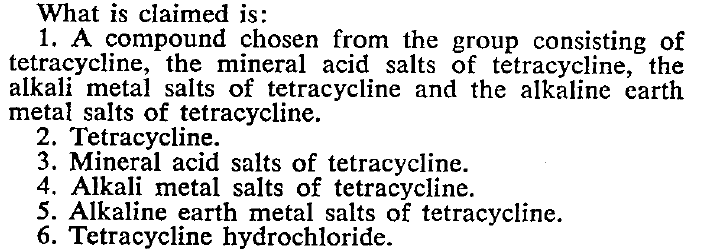 What is claimed is:
1. A compound chosen from the group consisting of
tetracycline, the mineral acid salts of tetracycline, the
alkali metal salts of tetracycline and the alkaline earth
metal salts of tetracycline.
2. Tetracycline.
3. Mineral acid salts of tetracycline.
4. Alkali metal salts of tetracycline.
5. Alkaline earth metal salts of tetracycline.
6. Tetracycline hydrochloride.